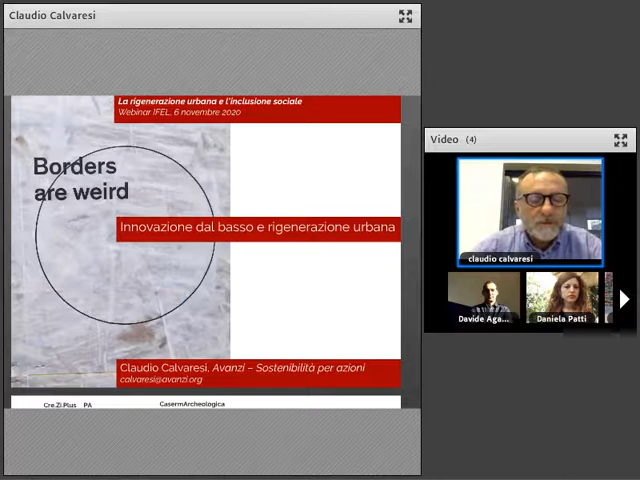 Claudio Calvaresi
La rigenerazione urbana e l'inclusione sociale
Webinar IFEL, 6 novembre 2020
Borders
are weird
Innovazione dal basso e rigenerazione urbana
Claudio Calvaresi, Avanzi – Sostenibilità per azioni
calvaresi@avanzi.org
Cre.Zi.Plus PA
CasermArcheologica
Video (4)
claudio calvaresi
Davide Aga...
Daniela Patti